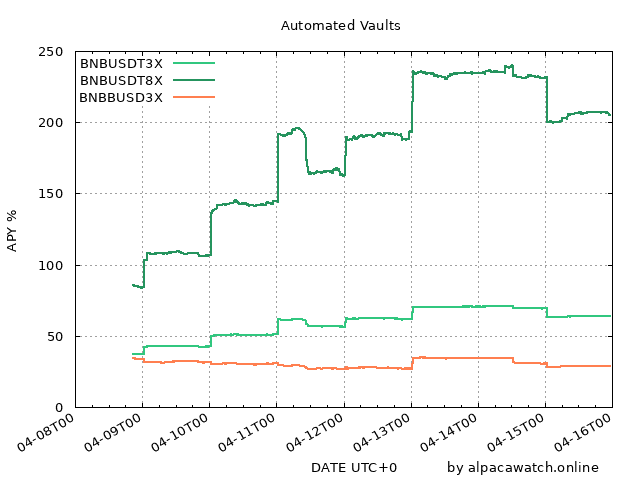 Automated Vaults
BNBUSDT3X
BNBUSDT8X
BNBBUSD3X
APY %
250
200
150
100
50
0
04-08T00 04-09T00 04-10T00 04-11T00 04-12T00 04-13T00 04-14T00 04-15T00 04-16T00
DATE UTC+0 by alpacawatch.online